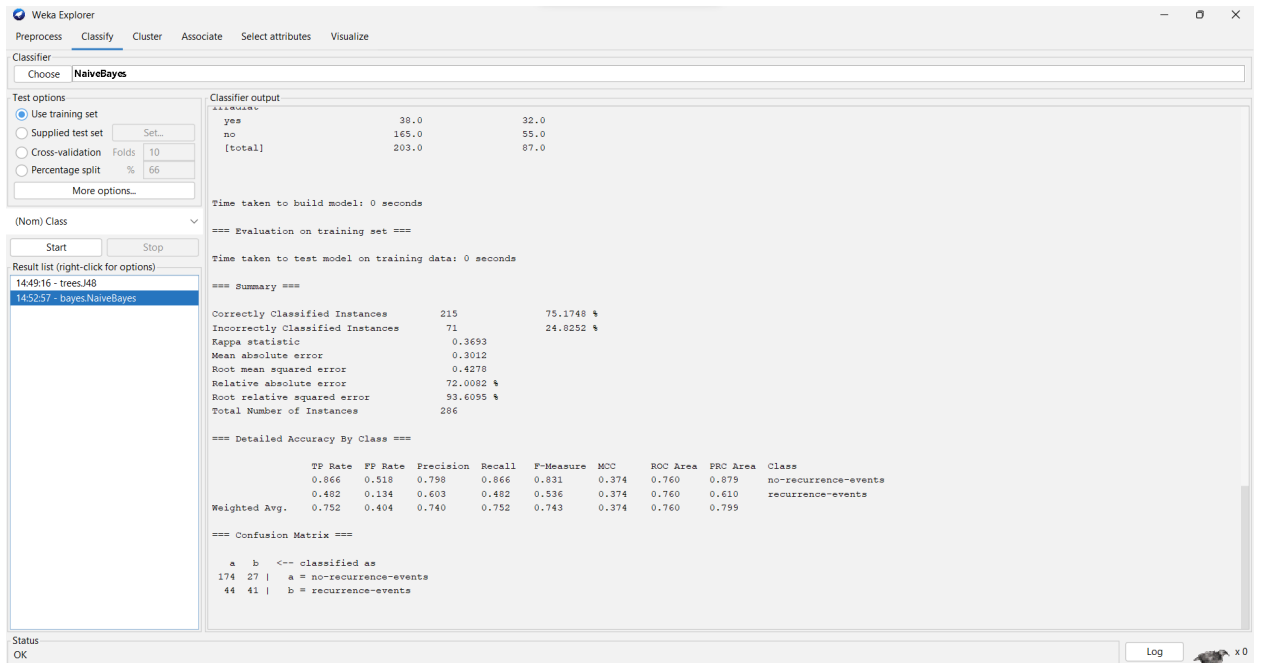 Weka Explorer
Preprocess Classify Cluster Associate Select attributes Visualize
Classifier
Choose NaiveBayes
Test options
Use training set
Supplied test set Set...
Cross-validation Folds 10
Percentage split % 66
More options...
(Nom) Class
Start Stop
Result list (right-click for options)
14:49:16 - trees.J48
14:52:57 - bayes.NaiveBayes
Classifier output
yes 38.0 32.0
no 165.0 55.0
[total] 203.0 87.0
Time taken to build model: 0 seconds
=== Evaluation on training set ===
Time taken to test model on training data: 0 seconds
=== Summary ===
Correctly Classified Instances 215 75.1748 %
Incorrectly Classified Instances 71 24.8252 %
Kappa statistic 0.3693
Mean absolute error 0.3012
Root mean squared error 0.4278
Relative absolute error 72.0082 %
Root relative squared error 93.6095 %
Total Number of Instances 286
=== Detailed Accuracy By Class ===
TP Rate FP Rate Precision Recall F-Measure MCC ROC Area PRC Area Class
0.866 0.518 0.798 0.866 0.831 0.374 0.760 0.879 no-recurrence-events
0.482 0.134 0.603 0.482 0.536 0.374 0.760 0.610 recurrence-events
Weighted Avg. 0.752 0.404 0.740 0.752 0.743 0.374 0.760 0.799
=== Confusion Matrix ===
a b <-- classified as
174 27 | a = no-recurrence-events
44 41 | b = recurrence-events
Status
OK
Log x 0